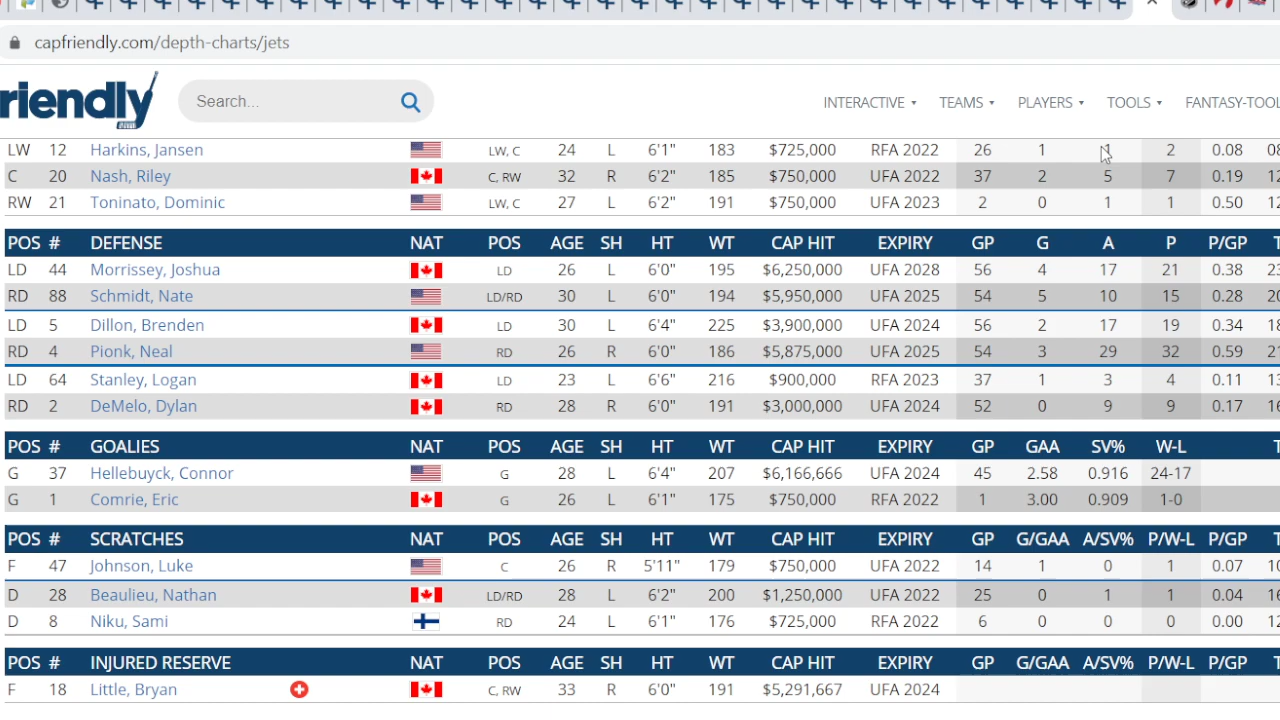 capfriendly.com/depth-charts/jets
riendly Search... INTERACTIVE TEAMS PLAYERS TOOLS FANTASY-TOOL
LW 12 Harkins, Jansen LW, C 24 L 6'1" 183 $725,000 RFA 2022 26 1 1 2 0.08 08
C 20 Nash, Riley C, RW 32 R 6'2" 185 $750,000 UFA 2022 37 2 5 7 0.19 12
RW 21 Toninato, Dominic LW, C 27 L 6'2" 191 $750,000 UFA 2023 2 0 1 1 0.50 12
POS # DEFENSE NAT POS AGE SH HT WT CAP HIT EXPIRY GP G A P P/GP T
LD 44 Morrissey, Joshua LD 26 L 6'0" 195 $6,250,000 UFA 2028 56 4 17 21 0.38 23
RD 88 Schmidt, Nate LD/RD 30 L 6'0" 194 $5,950,000 UFA 2025 54 5 10 15 0.28 20
LD 5 Dillon, Brenden LD 30 L 6'4" 225 $3,900,000 UFA 2024 56 2 17 19 0.34 18
RD 4 Pionk, Neal RD 26 R 6'0" 186 $5,875,000 UFA 2025 54 3 29 32 0.59 21
LD 64 Stanley, Logan LD 23 L 6'6" 216 $900,000 RFA 2023 37 1 3 4 0.11 13
RD 2 DeMelo, Dylan RD 28 R 6'0" 191 $3,000,000 UFA 2024 52 0 9 9 0.17 16
POS # GOALIES NAT POS AGE SH HT WT CAP HIT EXPIRY GP GAA SV% W-L T
G 37 Hellebuyck, Connor G 28 L 6'4" 207 $6,166,666 UFA 2024 45 2.58 0.916 24-17
G 1 Comrie, Eric G 26 L 6'1" 175 $750,000 RFA 2022 1 3.00 0.909 1-0
POS # SCRATCHES NAT POS AGE SH HT WT CAP HIT EXPIRY GP G/GAA A/SV% P/W-L P/GP T
F 47 Johnson, Luke C 26 R 5'11" 179 $750,000 UFA 2022 14 1 0 1 0.07 10
D 28 Beaulieu, Nathan LD/RD 28 L 6'2" 200 $1,250,000 UFA 2022 25 0 1 1 0.04 16
D 8 Niku, Sami RD 24 L 6'1" 176 $725,000 RFA 2022 6 0 0 0 0.00 12
POS # INJURED RESERVE NAT POS AGE SH HT WT CAP HIT EXPIRY GP G/GAA A/SV% P/W-L P/GP T
F 18 Little, Bryan C, RW 33 R 6'0" 191 $5,291,667 UFA 2024